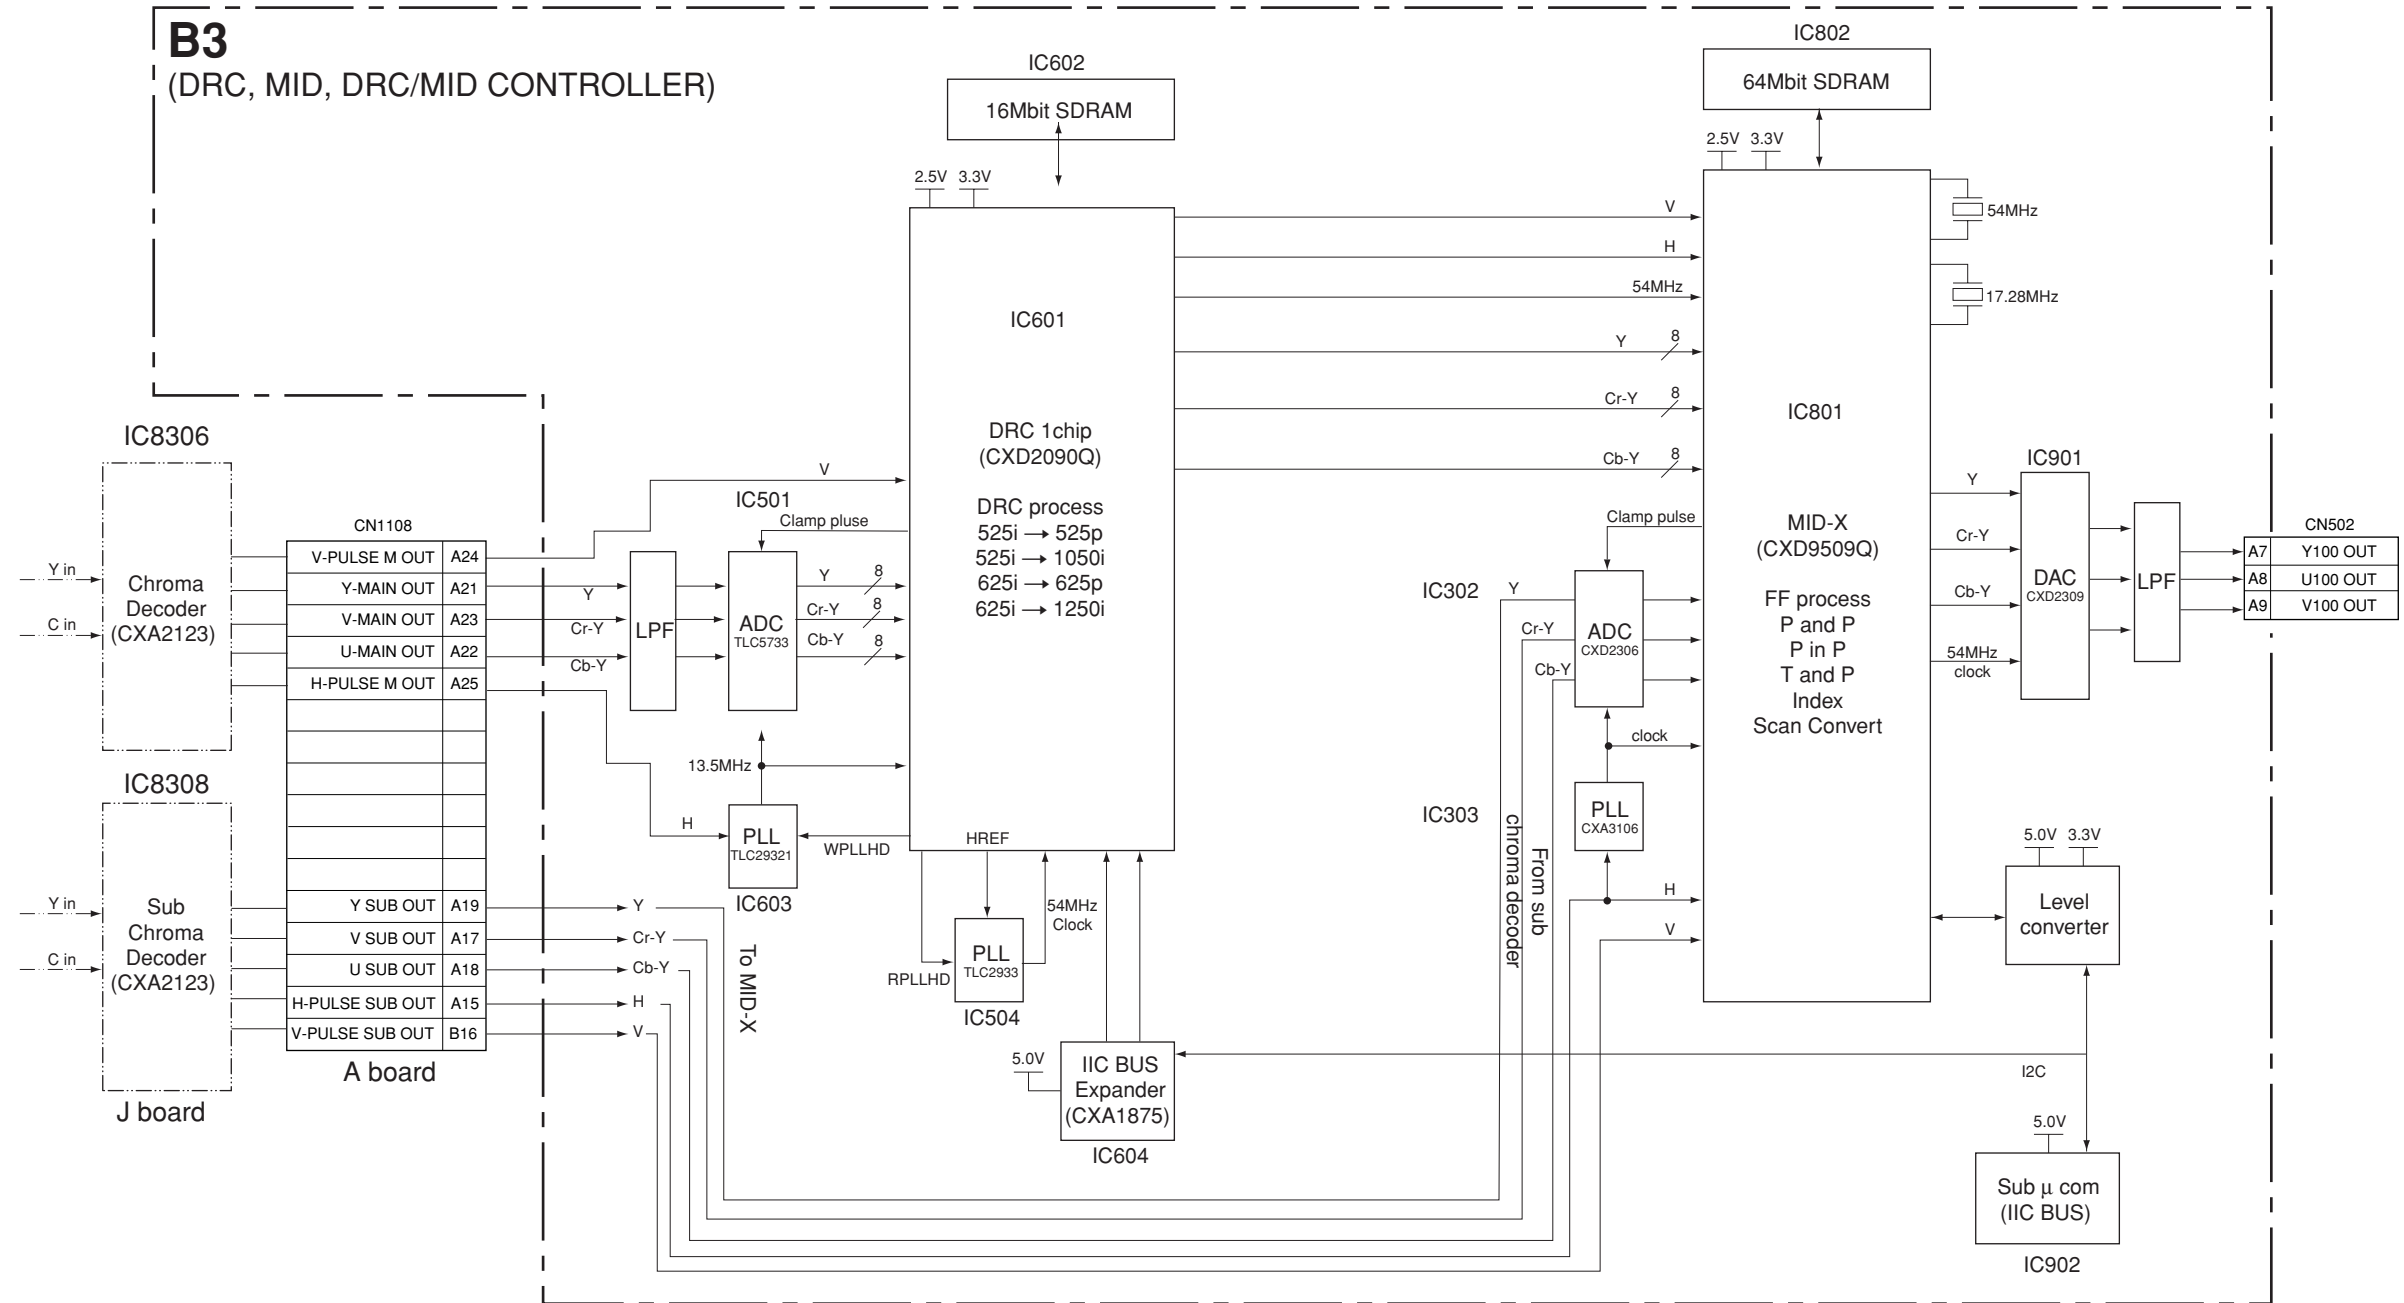 B3
(DRC, MID, DRC/MID CONTROLLER)
IC602
16Mbit SDRAM
2.5V 3.3V
IC802
64Mbit SDRAM
2.5V 3.3V
54MHz
17.28MHz
V
H
54MHz
Y 8
Cr-Y 8
Cb-Y 8
IC601
DRC 1chip
(CXD2090Q)
DRC process
525i → 525p
525i → 1050i
625i → 625p
625i → 1250i
HREF
IC801
MID-X
(CXD9509Q)
FF process
P and P
P in P
T and P
Index
Scan Convert
IC8306
Y in
C in
Chroma
Decoder
(CXA2123)
IC8308
Y in
C in
Sub
Chroma
Decoder
(CXA2123)
J board
CN1108
V-PULSE M OUT A24
Y-MAIN OUT A21
V-MAIN OUT A23
U-MAIN OUT A22
H-PULSE M OUT A25
Y SUB OUT A19
V SUB OUT A17
U SUB OUT A18
H-PULSE SUB OUT A15
V-PULSE SUB OUT B16
A board
V
Y
Cr-Y
Cb-Y
LPF
IC501
Clamp pluse
ADC
TLC5733
Y 8
Cr-Y 8
Cb-Y 8
13.5MHz
H
PLL
TLC29321
IC603
WPLLHD
Y
Cr-Y
Cb-Y
H
V
To MID-X
RPLLHD
PLL
TLC2933
IC504
54MHz
Clock
5.0V
IIC BUS
Expander
(CXA1875)
IC604
Clamp pulse
IC302
Y
Cr-Y
Cb-Y
ADC
CXD2306
clock
IC303
PLL
CXA3106
From sub
chroma decoder
H
V
IC901
Y
Cr-Y
Cb-Y
54MHz
clock
DAC
CXD2309
LPF
CN502
A7 Y100 OUT
A8 U100 OUT
A9 V100 OUT
5.0V 3.3V
Level
converter
I2C
5.0V
Sub μ com
(IIC BUS)
IC902